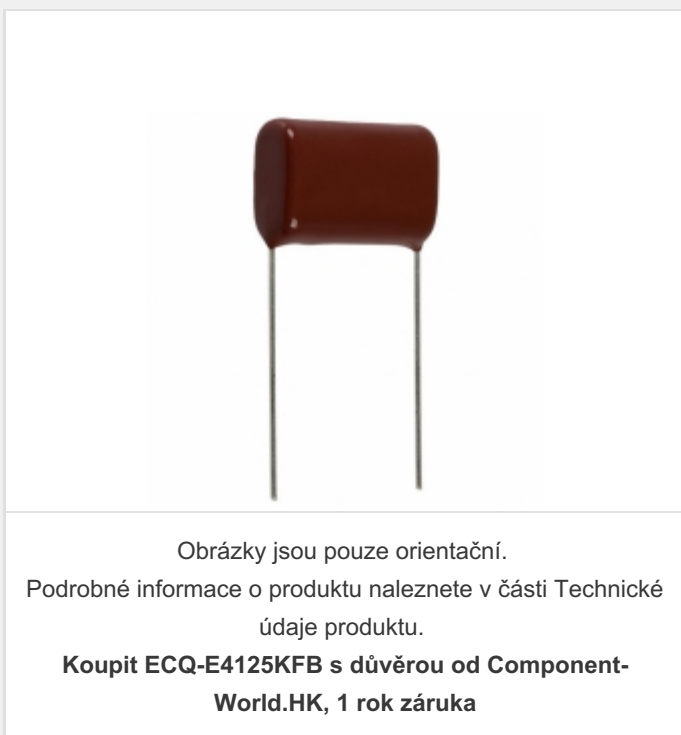 Obrázky jsou pouze orientační.
Podrobné informace o produktu naleznete v části Technické
údaje produktu.
Koupit ECQ-E4125KFB s důvěrou od Component-
World.HK, 1 rok záruka